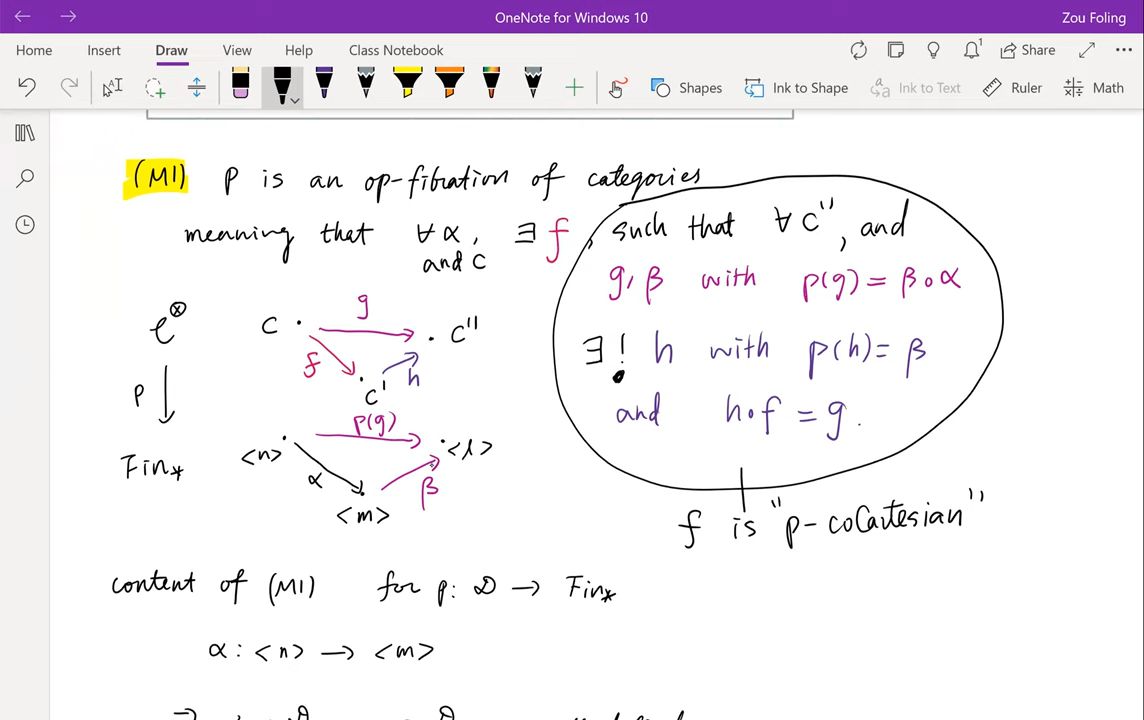 OneNote for Windows 10
Zou Foling
Home Insert Draw View Help Class Notebook
1
Share
Shapes Ink to Shape Ink to Text Ruler Math
(M1) P is an op-fibration of categories
meaning that ∀ α, ∃ f, such that ∀ C'', and
and C
g, β with p(g) = β∘α
∃! h with p(h) = β
and h∘f = g.
f is "p-coCartesian"
g
C
C''
f
h
C'
𝒞^⊗
P
Fin*
p(g)
<n>
<l>
α
β
<m>
content of (M1) for p: 𝒟 → Fin*
α : <n> → <m>